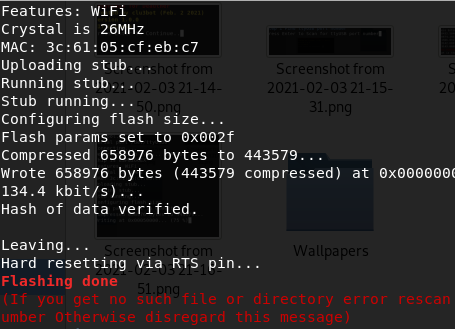 Features: WiFi
Crystal is 26MHz
MAC: 3c:61:05:cf:eb:c7
Uploading stub...
Running stub...
Stub running...
Configuring flash size...
Flash params set to 0x002f
Compressed 658976 bytes to 443579...
Wrote 658976 bytes (443579 compressed) at 0x0000000
134.4 kbit/s)...
Hash of data verified.
Leaving...
Hard resetting via RTS pin...
Flashing done
(If you get no such file or directory error rescan
umber Otherwise disregard this message)
Screenshot from
2021-02-03 21-14-
50.png
Screenshot from
2021-02-03 21-15-
31.png
Screenshot from
2021-02-03 21-16-
51.png
Wallpapers